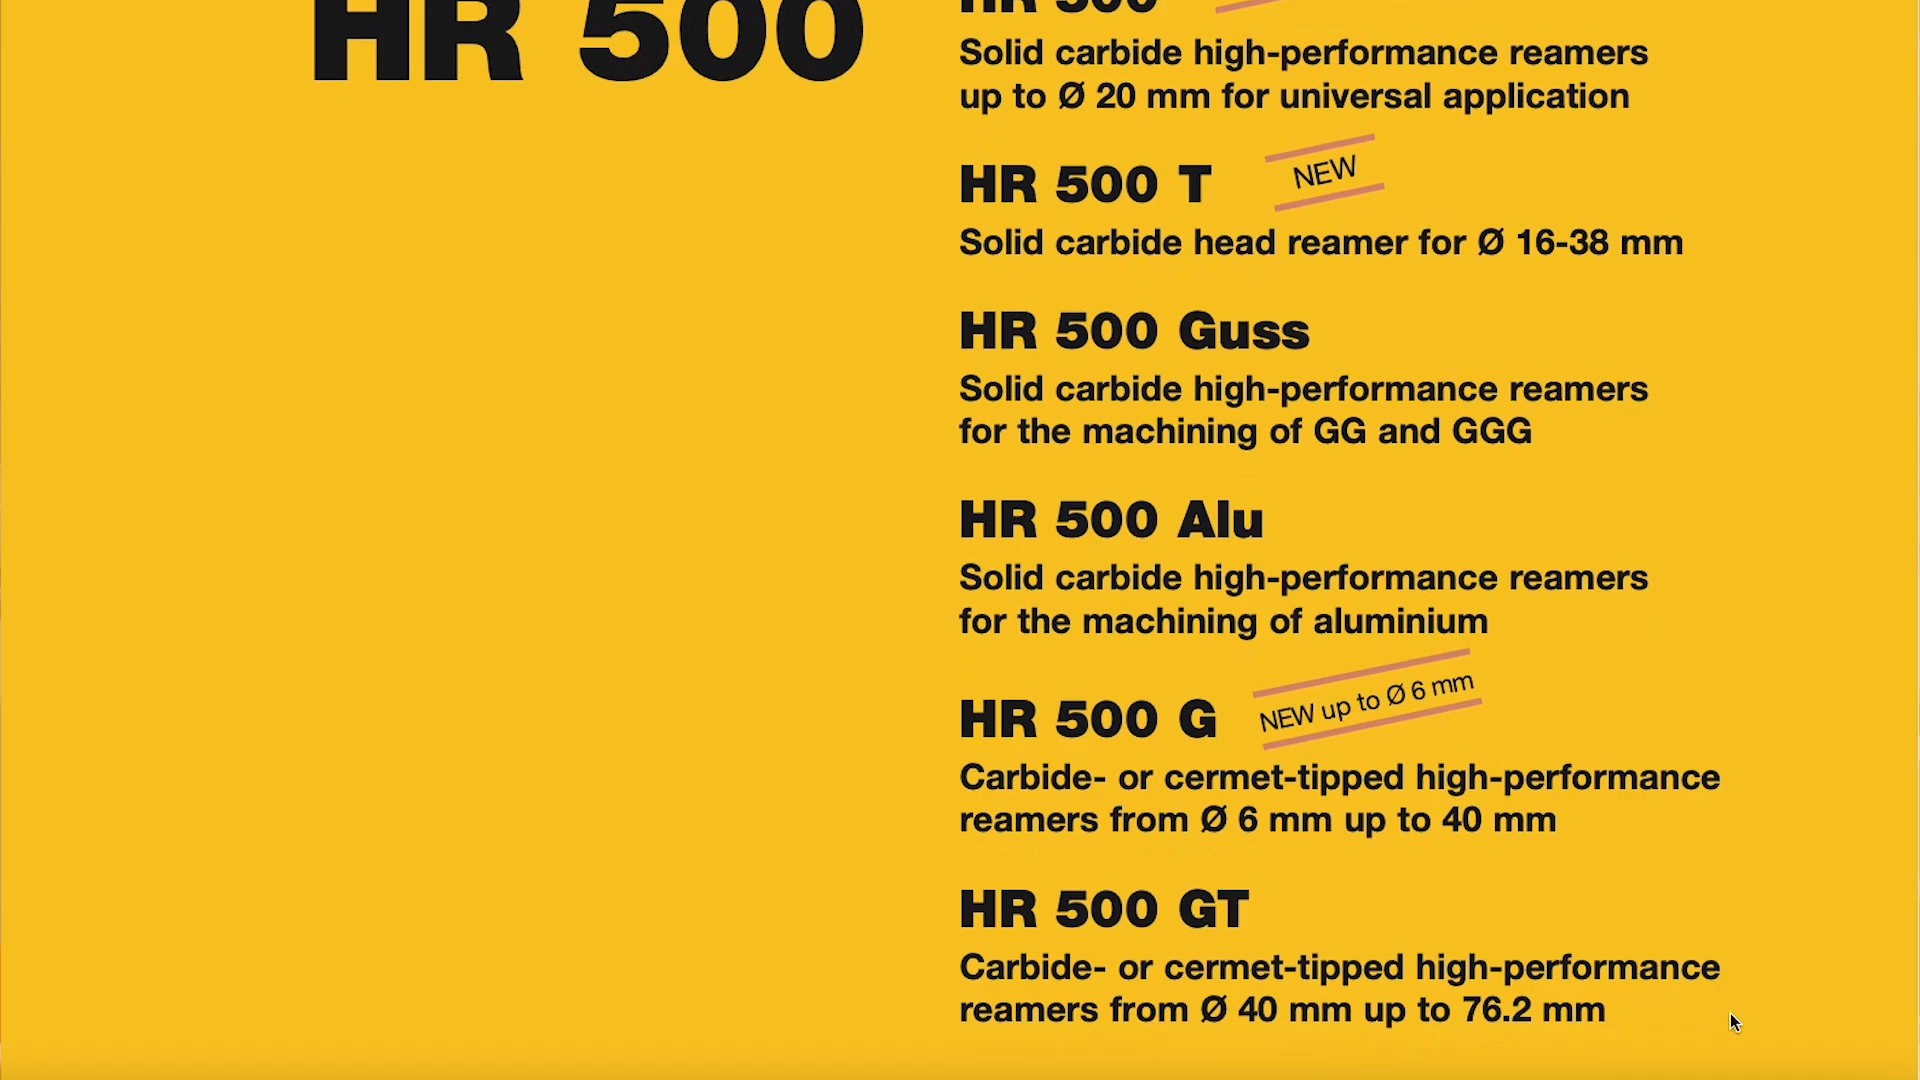 HR 500
HR 500
Solid carbide high-performance reamers
up to Ø 20 mm for universal application
HR 500 T
NEW
Solid carbide head reamer for Ø 16-38 mm
HR 500 Guss
Solid carbide high-performance reamers
for the machining of GG and GGG
HR 500 Alu
Solid carbide high-performance reamers
for the machining of aluminium
HR 500 G
NEW up to Ø 6 mm
Carbide- or cermet-tipped high-performance
reamers from Ø 6 mm up to 40 mm
HR 500 GT
Carbide- or cermet-tipped high-performance
reamers from Ø 40 mm up to 76.2 mm